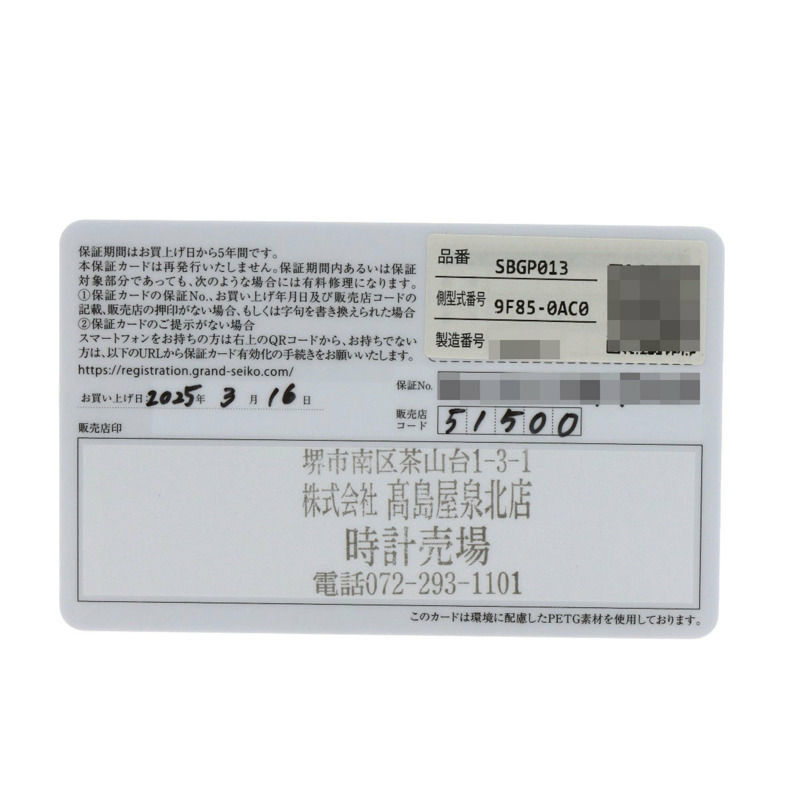 保証期間はお買上げ日から5年間です。
本保証カードは再発行いたしません。保証期間内あるいは保証
対象部分であっても、次のような場合には有料修理になります。
①保証カードの保証No.、お買い上げ年月日及び販売店コードの
記載、販売店の押印がない場合、もしくは字句を書き換えられた場合
②保証カードのご提示がない場合
スマートフォンをお持ちの方は右上のQRコードから、お持ちでない
方は、以下のURLから保証カード有効化の手続きをお願いいたします。
https://registration.grand-seiko.com/
品番 SBGP013
側型式番号 9F85-0AC0
製造番号
保証No.
お買い上げ日 2025年 3月 16日
販売店コード 51500
販売店印
堺市南区茶山台1-3-1
株式会社 髙島屋泉北店
時計売場
電話072-293-1101
このカードは環境に配慮したPETG素材を使用しております。